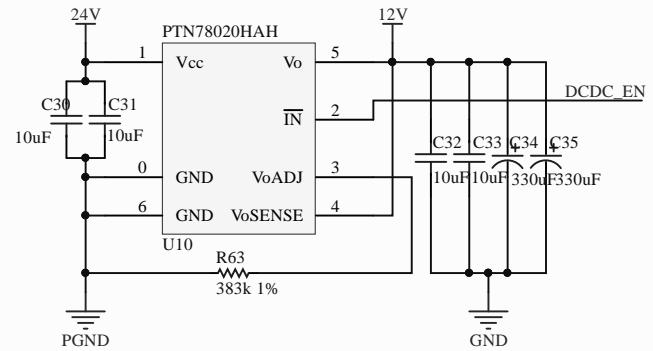 24V
PTN78020HAH
12V
1
Vcc
Vo
5
C30
C31
10uF
10uF
IN
2
DCDC_EN
C32
C33
C34
C35
10uF
10uF
330uF
330uF
0
GND
VoADJ
3
6
GND
VoSENSE
4
U10
R63
383k 1%
PGND
GND